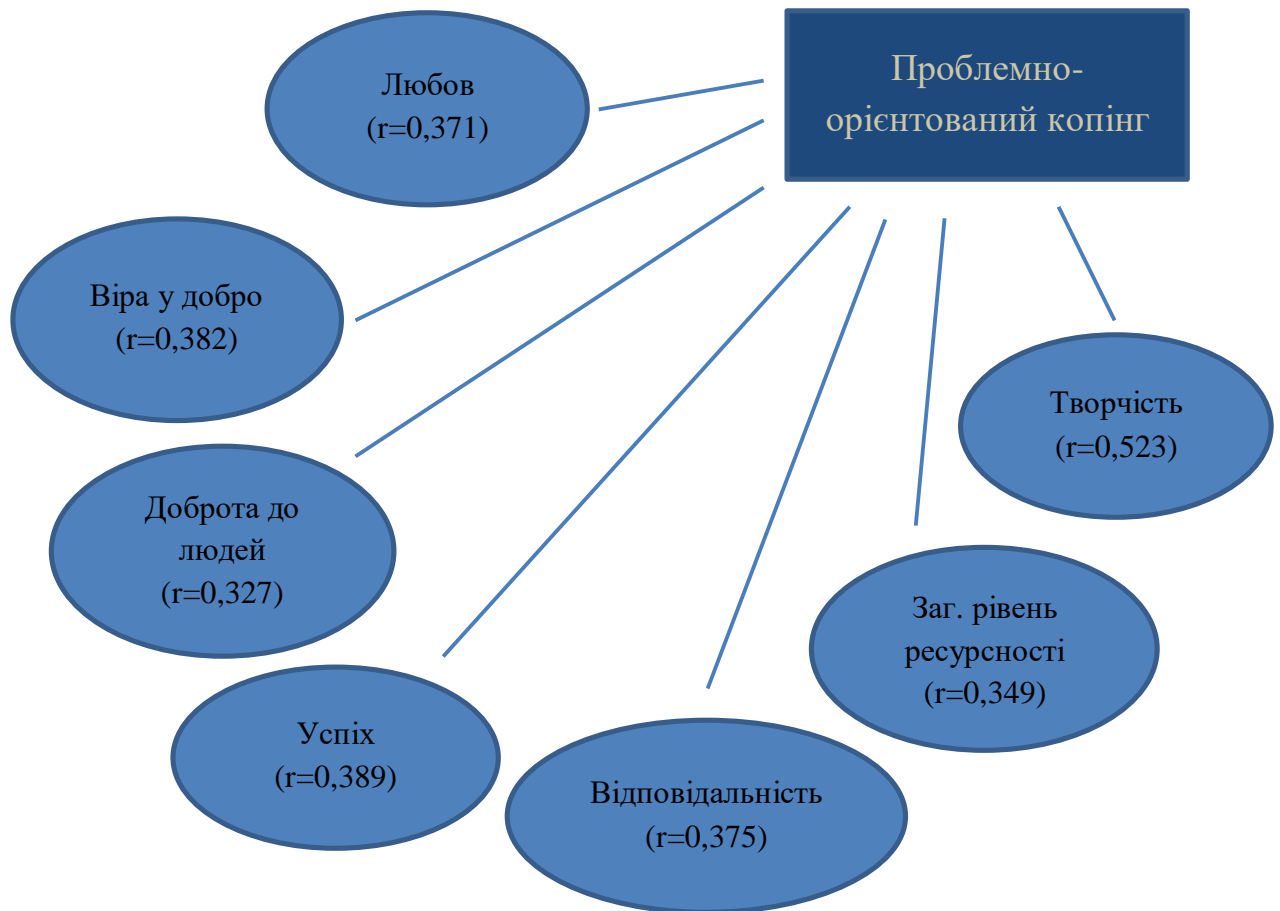 Проблемно-
орієнтований копінг
Любов
(r=0,371)
Віра у добро
(r=0,382)
Доброта до
людей
(r=0,327)
Успіх
(r=0,389)
Відповідальність
(r=0,375)
Заг. рівень
ресурсності
(r=0,349)
Творчість
(r=0,523)